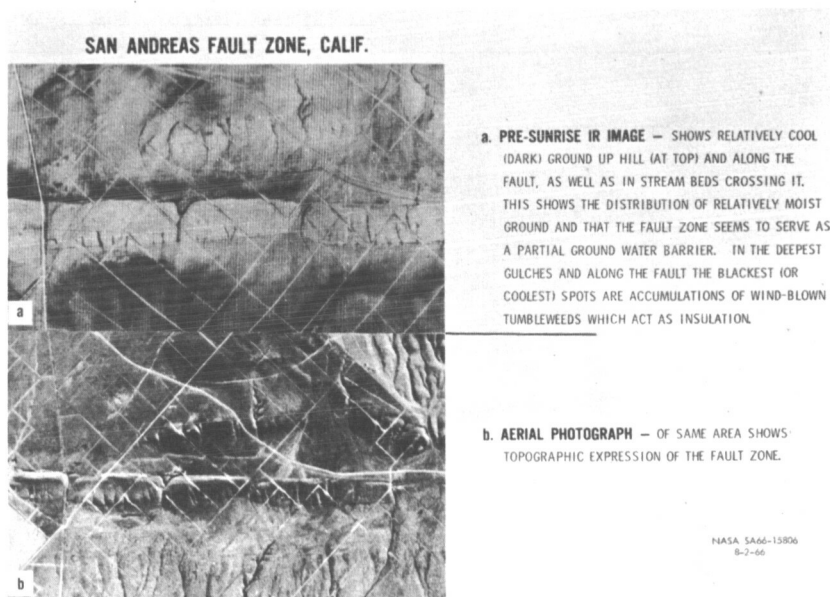 SAN ANDREAS FAULT ZONE, CALIF.
a
b
a. PRE-SUNRISE IR IMAGE — SHOWS RELATIVELY COOL
(DARK) GROUND UP HILL (AT TOP) AND ALONG THE
FAULT, AS WELL AS IN STREAM BEDS CROSSING IT.
THIS SHOWS THE DISTRIBUTION OF RELATIVELY MOIST
GROUND AND THAT THE FAULT ZONE SEEMS TO SERVE AS
A PARTIAL GROUND WATER BARRIER. IN THE DEEPEST
GULCHES AND ALONG THE FAULT THE BLACKEST (OR
COOLEST) SPOTS ARE ACCUMULATIONS OF WIND-BLOWN
TUMBLEWEEDS WHICH ACT AS INSULATION.
b. AERIAL PHOTOGRAPH — OF SAME AREA SHOWS
TOPOGRAPHIC EXPRESSION OF THE FAULT ZONE.
NASA SA66-15806
8-2-66